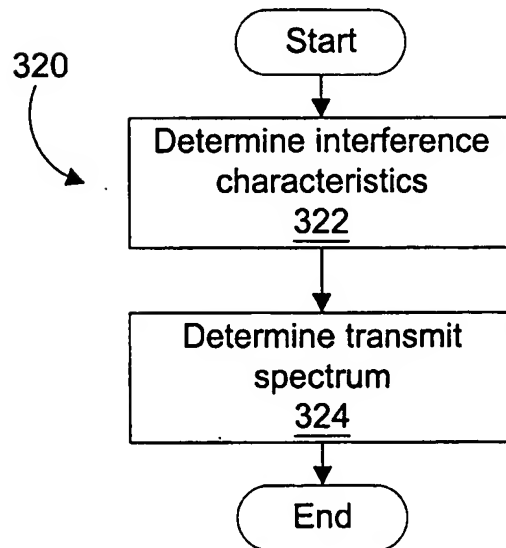 Start
320
Determine interference
characteristics
322
Determine transmit
spectrum
324
End